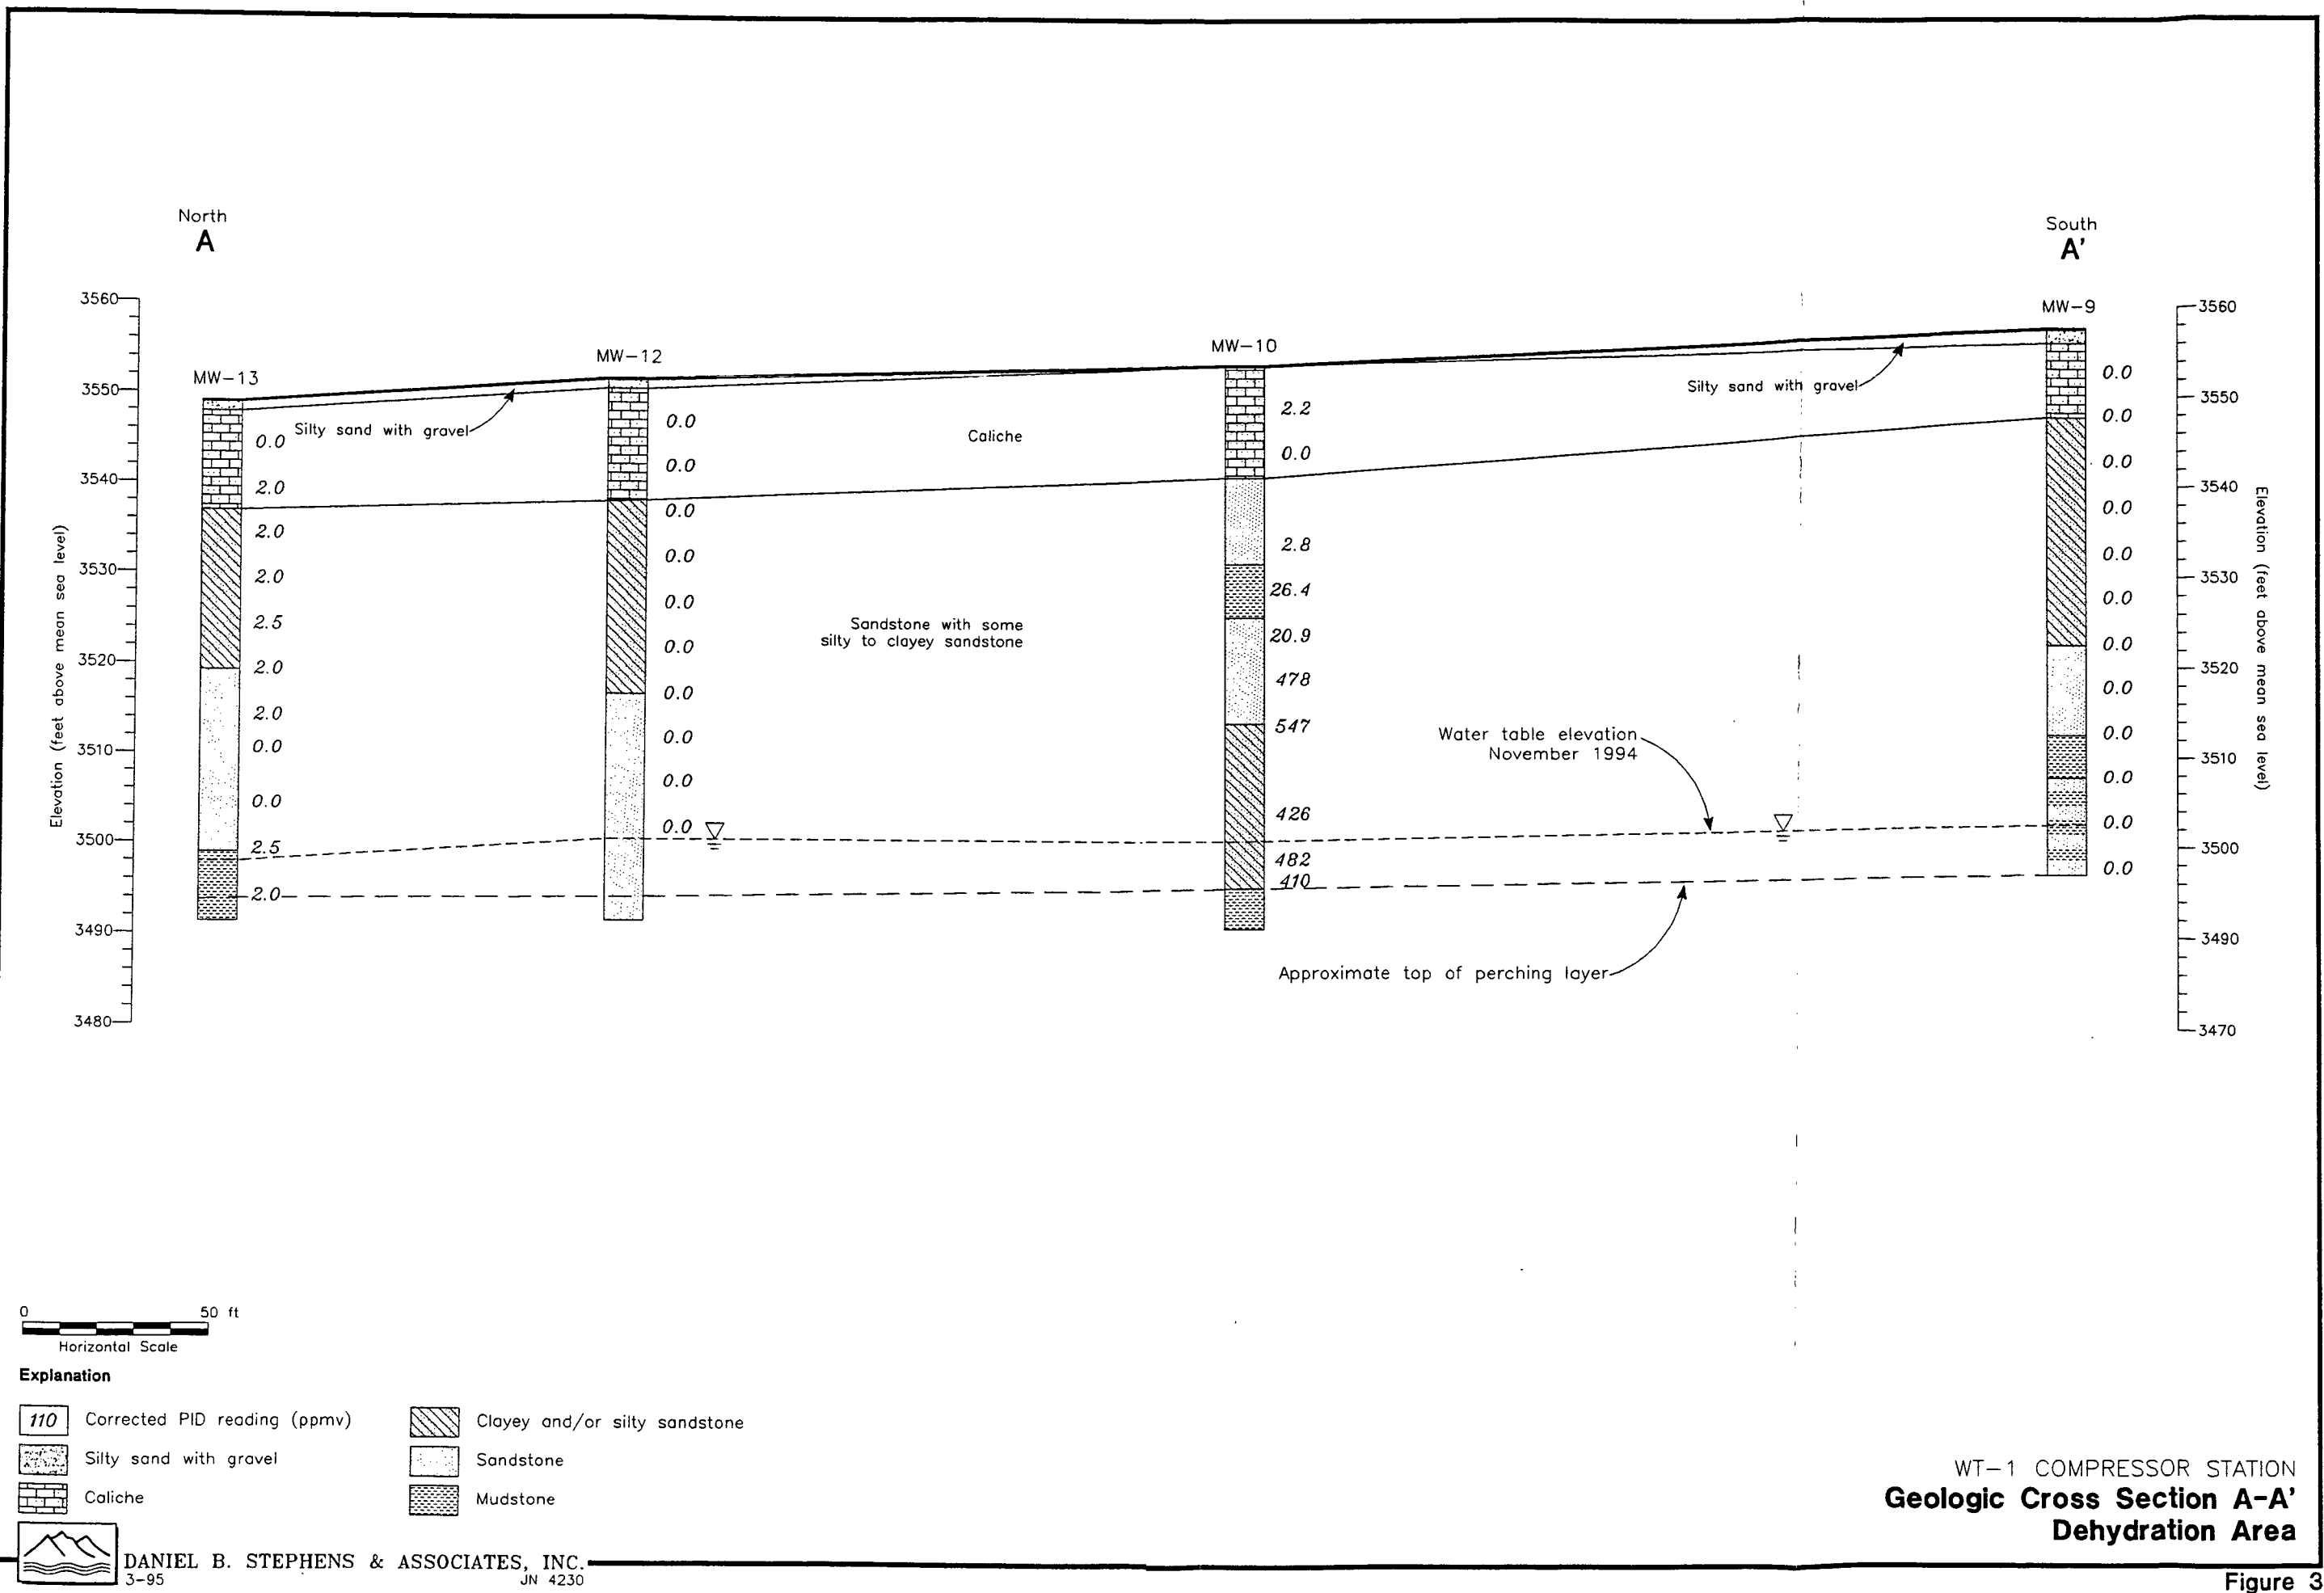 North
A
South
A'
MW-13
MW-12
MW-10
MW-9
3560
3550
3540
3530
3520
3510
3500
3490
3480
Elevation (feet above mean sea level)
0.0
2.0
2.0
2.0
2.5
2.0
2.0
0.0
0.0
2.5
2.0
Silty sand with gravel
0.0
0.0
0.0
0.0
0.0
0.0
0.0
0.0
0.0
0.0
Caliche
Sandstone with some
silty to clayey sandstone
2.2
0.0
2.8
26.4
20.9
478
547
426
482
410
Silty sand with gravel
Water table elevation
November 1994
Approximate top of perching layer
0.0
0.0
0.0
0.0
0.0
0.0
0.0
0.0
0.0
0.0
0.0
0.0
3560
3550
3540
3530
3520
3510
3500
3490
3470
Elevation (feet above mean sea level)
0 50 ft
Horizontal Scale
Explanation
110 Corrected PID reading (ppmv)
Silty sand with gravel
Caliche
Clayey and/or silty sandstone
Sandstone
Mudstone
DANIEL B. STEPHENS & ASSOCIATES, INC.
3-95 JN 4230
WT-1 COMPRESSOR STATION
Geologic Cross Section A-A'
Dehydration Area
Figure 3